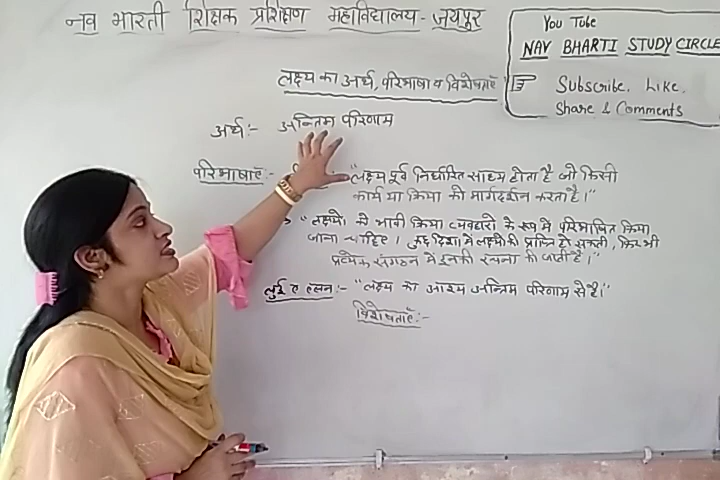 नव भारती शिक्षक प्रशिक्षण महाविद्यालय - जयपुर
You Tube
NAV BHARTI STUDY CIRCLE
Subscribe. Like.
Share & Comments
लक्ष्य का अर्थ, परिभाषा व विशेषताएँ
अर्थ:- अन्तिम परिणाम
परिभाषाएँ:- "लक्ष्य पूर्व निर्धारित साध्य होता है जो किसी
कार्य या क्रिया को मार्गदर्शन करता है।"
"लक्ष्यों को भावी क्रिया व्यवहारों के रूप में परिभाषित किया
जाना चाहिए। दिशा में लक्ष्यों की प्राप्ति हो सकती, फिर भी
प्रत्येक संगठन में इनकी रचना की जाती है।"
लुई ए एलन:- "लक्ष्य का आशय अन्तिम परिणाम से है।"
विशेषताएँ:-